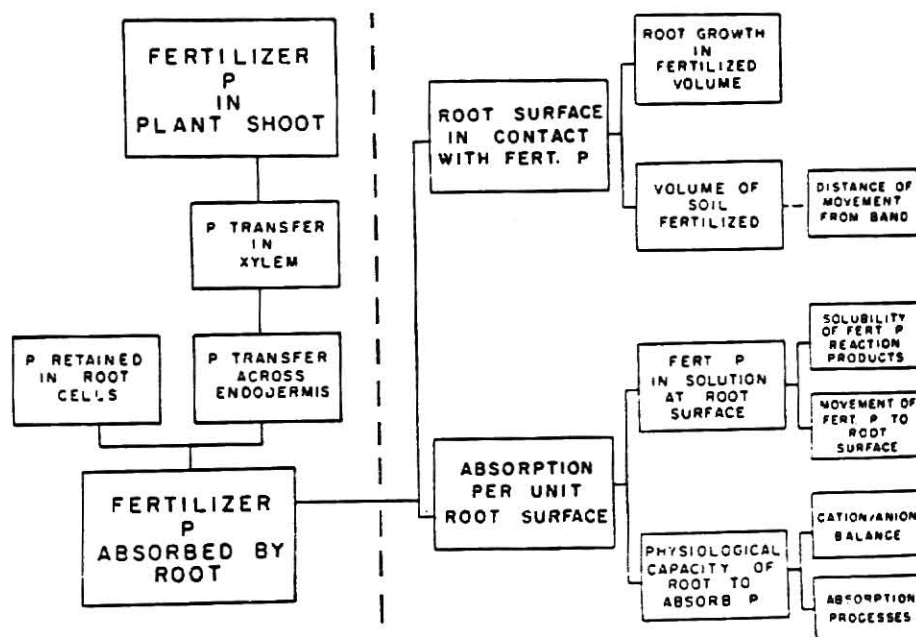 FERTILIZER
P
IN
PLANT SHOOT
P TRANSFER
IN
XYLEM
P RETAINED
IN ROOT
CELLS
P TRANSFER
ACROSS
ENDODERMIS
FERTILIZER
P
ABSORBED BY
ROOT
ROOT SURFACE
IN CONTACT
WITH FERT. P
ROOT GROWTH
IN
FERTILIZED
VOLUME
VOLUME OF
SOIL
FERTILIZED
DISTANCE OF
MOVEMENT
FROM BAND
ABSORPTION
PER UNIT
ROOT SURFACE
FERT P
IN SOLUTION
AT ROOT
SURFACE
SOLUBILITY
OF FERT P
REACTION
PRODUCTS
MOVEMENT OF
FERT. P TO
ROOT
SURFACE
PHYSIOLOGICAL
CAPACITY OF
ROOT TO
ABSORB P
CATION/ANION
BALANCE
ABSORPTION
PROCESSES